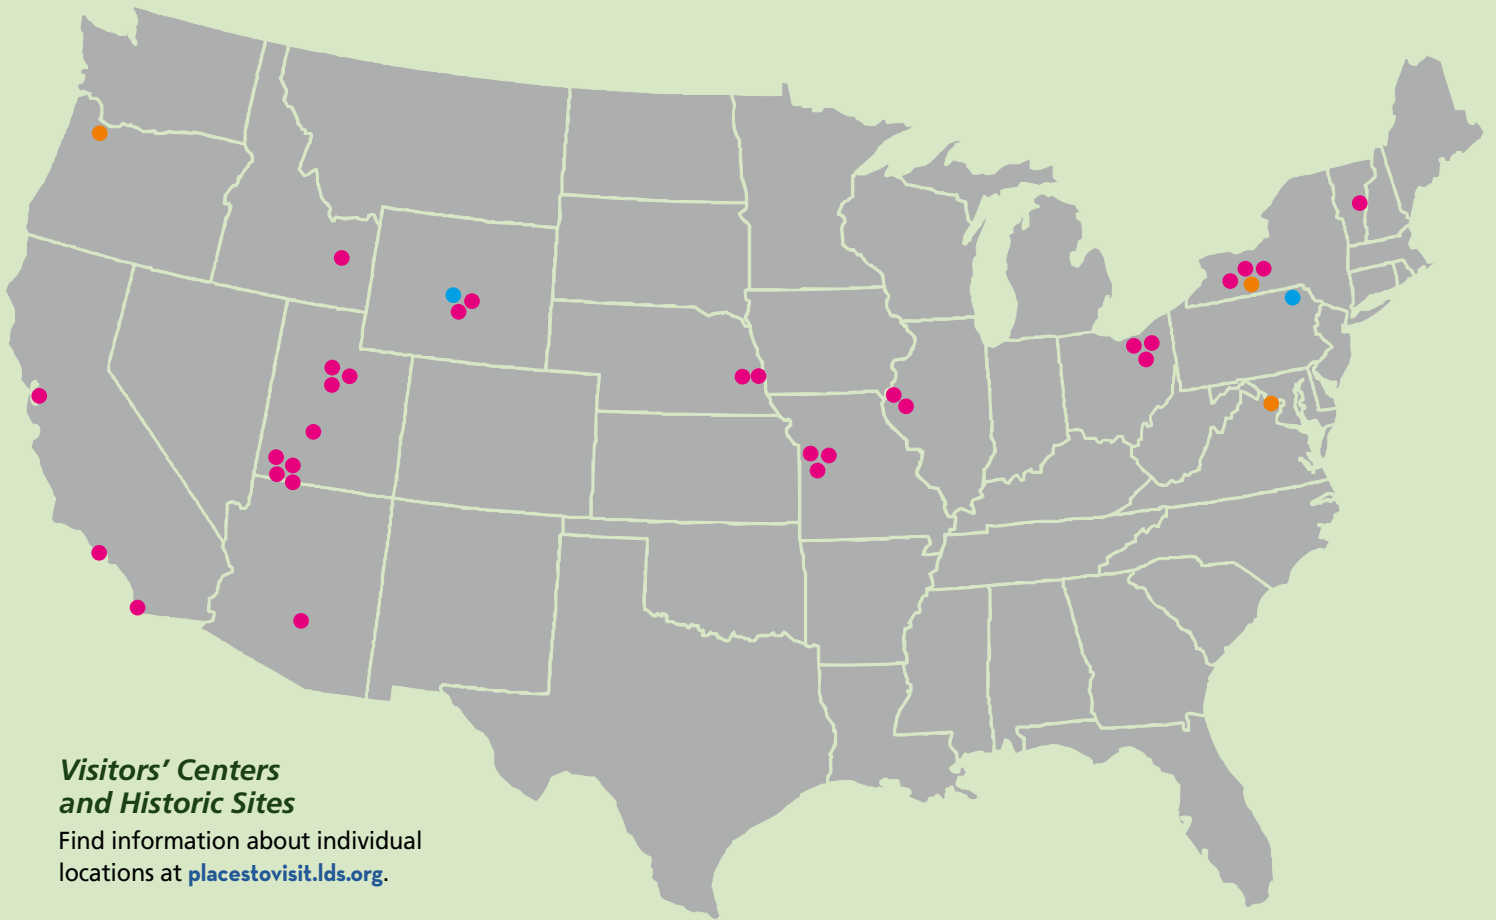 Visitors’ Centers
and Historic Sites
Find information about individual
locations at placestovisit.lds.org.